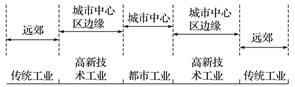 城市中心
区边缘
城市中心
城市中心
区边缘
远郊
远郊
传统工业
高新技
术工业
都市工业
高新技
术工业
传统工业